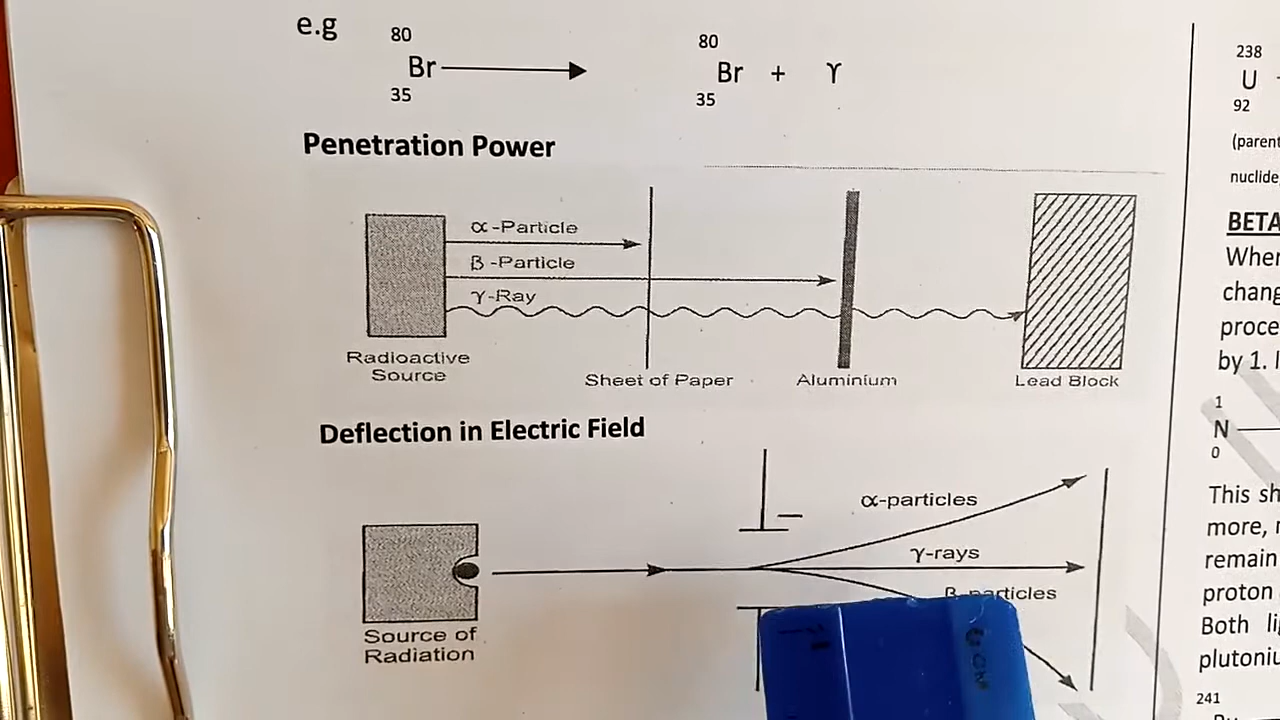 e.g
80 80
Br Br + ϒ
35 35
Penetration Power
α-Particle
β-Particle
γ-Ray
Radioactive
Source
Sheet of Paper
Aluminium
Lead Block
Deflection in Electric Field
α-particles
γ-rays
β-particles
Source of
Radiation
238
U
92
(parent
nuclide,
BETA
When
chang
proce
by 1. I
1
N
0
This sh
more, n
remain
proton
Both li
plutoniu
241